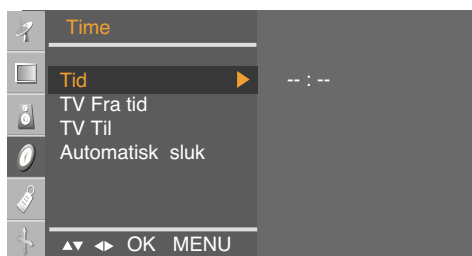 Time
Tid -- : --
TV Fra tid
TV Til
Automatisk sluk
OK MENU